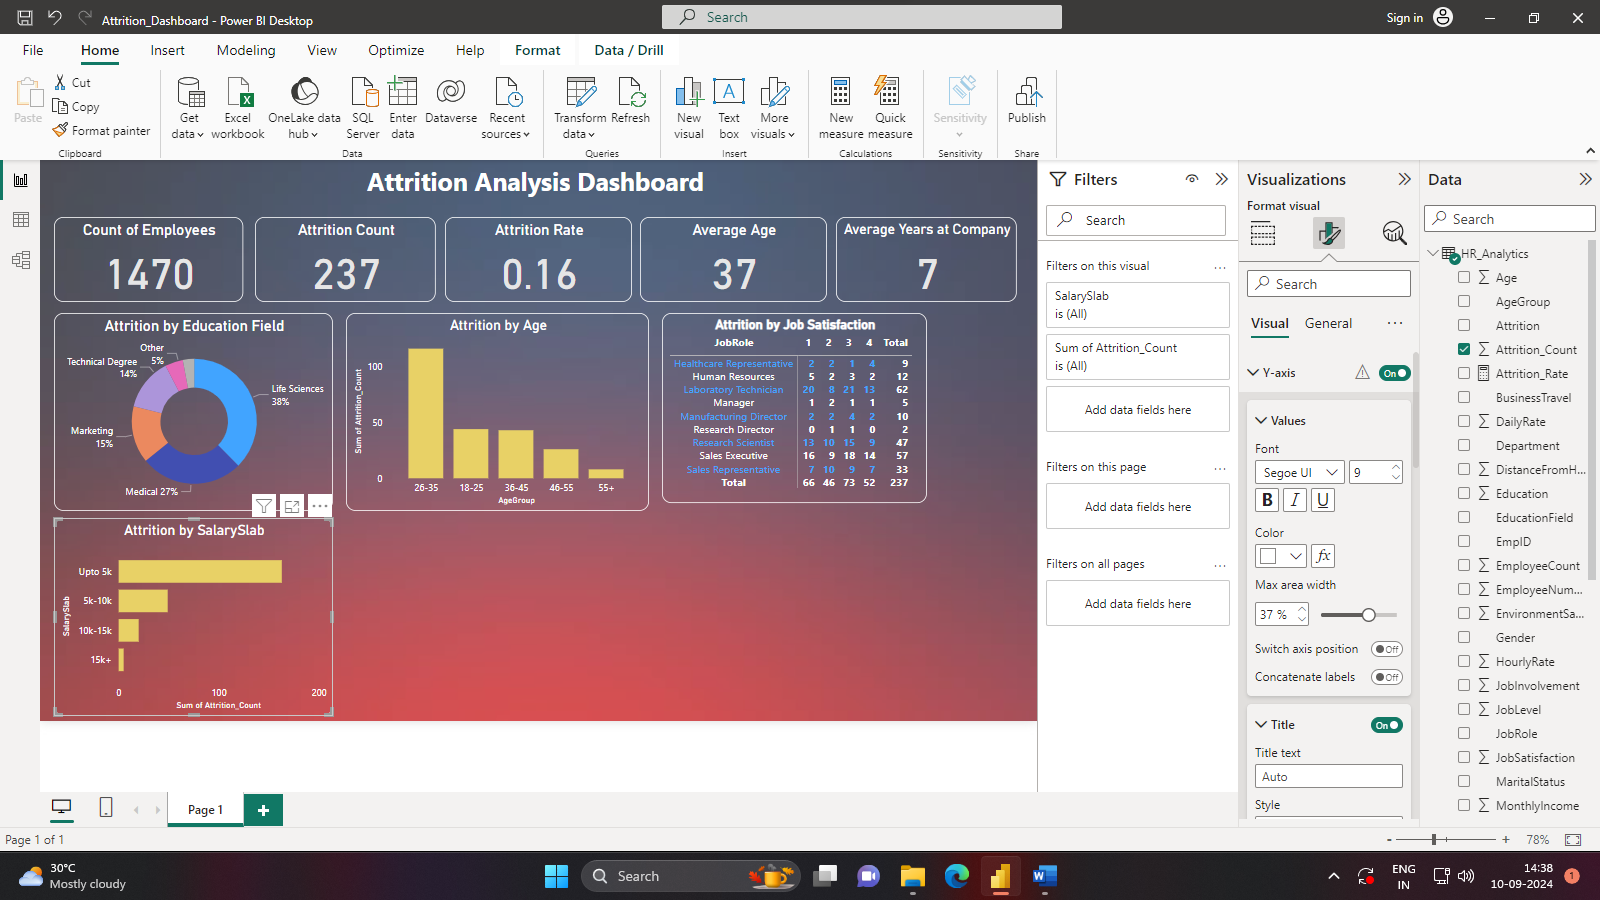 Attrition_Dashboard - Power BI Desktop
Search
Sign in
File Home Insert Modeling View Optimize Help Format Data / Drill
Paste
Cut
Copy
Format painter
Clipboard
Get data
Excel workbook
OneLake data hub
SQL Server
Enter data
Dataverse
Recent sources
Data
Transform data
Refresh
Queries
New visual
Text box
More visuals
Insert
New measure
Quick measure
Calculations
Sensitivity
Sensitivity
Publish
Share
Attrition Analysis Dashboard
Count of Employees
1470
Attrition Count
237
Attrition Rate
0.16
Average Age
37
Average Years at Company
7
Attrition by Education Field
Other
5%
Technical Degree
14%
Life Sciences
38%
Marketing
15%
Medical 27%
Attrition by Age
Sum of Attrition_Count
100
50
0
26-35 18-25 36-45 46-55 55+
AgeGroup
Attrition by Job Satisfaction
JobRole 1 2 3 4 Total
Healthcare Representative 2 2 1 4 9
Human Resources 5 2 3 2 12
Laboratory Technician 20 8 21 13 62
Manager 1 2 1 1 5
Manufacturing Director 2 2 4 2 10
Research Director 0 1 1 0 2
Research Scientist 13 10 15 9 47
Sales Executive 16 9 18 14 57
Sales Representative 7 10 9 7 33
Total 66 46 73 52 237
Attrition by SalarySlab
SalarySlab
Upto 5k
5k-10k
10k-15k
15k+
0 100 200
Sum of Attrition_Count
Filters
Search
Filters on this visual ...
SalarySlab
is (All)
Sum of Attrition_Count
is (All)
Add data fields here
Filters on this page ...
Add data fields here
Filters on all pages ...
Add data fields here
Visualizations
Format visual
Search
Visual General ...
Y-axis On
Values
Font
Segoe UI 9
B I U
Color
fx
Max area width
37 %
Switch axis position Off
Concatenate labels Off
Title On
Title text
Auto
Style
Data
Search
HR_Analytics
Age
AgeGroup
Attrition
Attrition_Count
Attrition_Rate
BusinessTravel
DailyRate
Department
DistanceFromH...
Education
EducationField
EmpID
EmployeeCount
EmployeeNum...
EnvironmentSa...
Gender
HourlyRate
JobInvolvement
JobLevel
JobRole
JobSatisfaction
MaritalStatus
MonthlyIncome
Page 1
+
Page 1 of 1
- + 78%
30°C
Mostly cloudy
Search
ENG
IN
14:38
10-09-2024
1